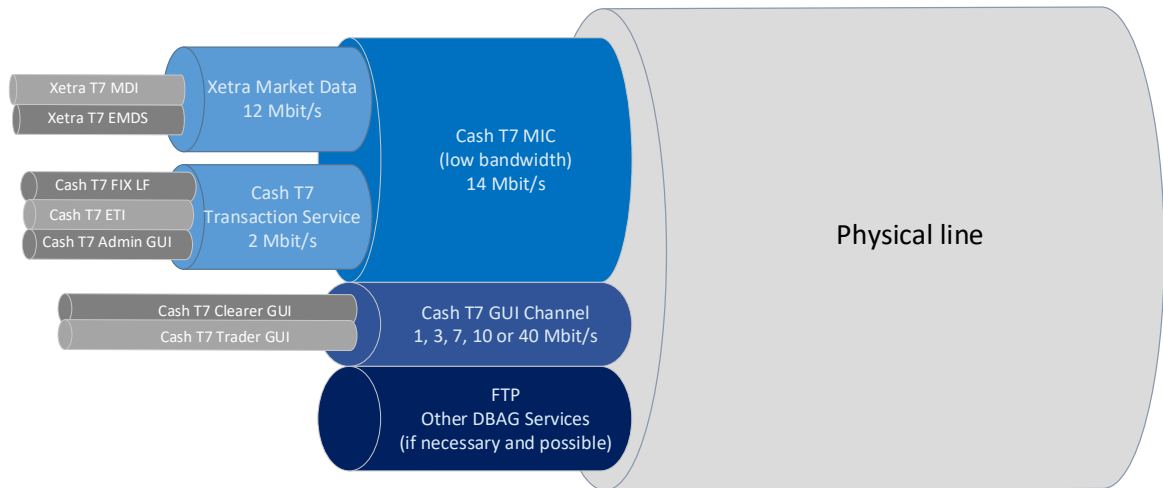 Xetra T7 MDI
Xetra T7 EMDS
Xetra Market Data
12 Mbit/s
Cash T7 FIX LF
Cash T7 ETI
Cash T7 Admin GUI
Cash T7
Transaction Service
2 Mbit/s
Cash T7 MIC
(low bandwidth)
14 Mbit/s
Cash T7 Clearer GUI
Cash T7 Trader GUI
Cash T7 GUI Channel
1, 3, 7, 10 or 40 Mbit/s
FTP
Other DBAG Services
(if necessary and possible)
Physical line